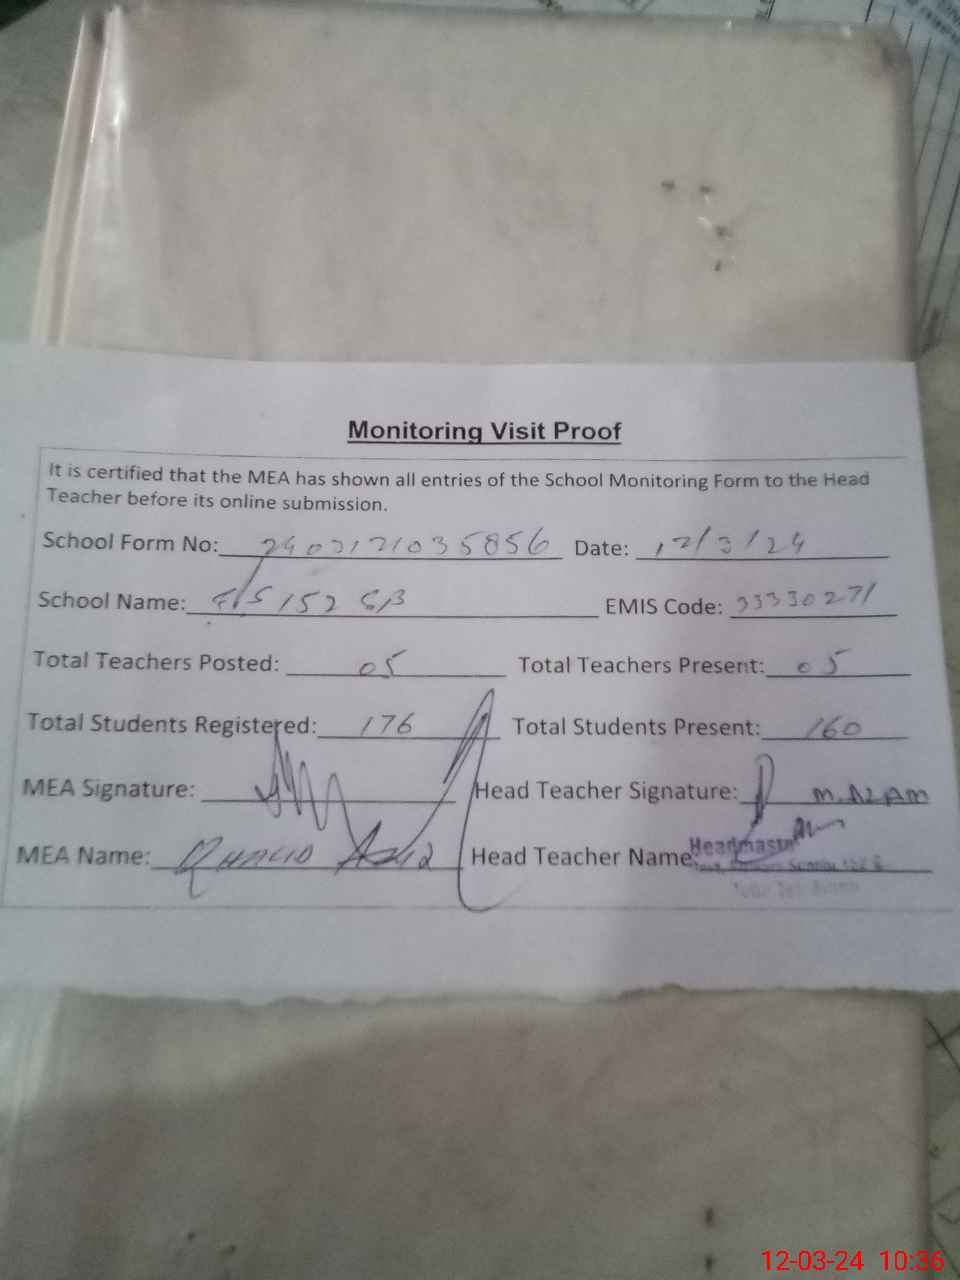 Monitoring Visit Proof
It is certified that the MEA has shown all entries of the School Monitoring Form to the Head
Teacher before its online submission.
School Form No: Date: 12/3/24
School Name: 152 EMIS Code: 33330271
Total Teachers Posted: 05 Total Teachers Present: 05
Total Students Registered: 176 Total Students Present: 160
MEA Signature: Head Teacher Signature: M. AZAM
MEA Name: Head Teacher Name:
Headmaster
12-03-24 10:36